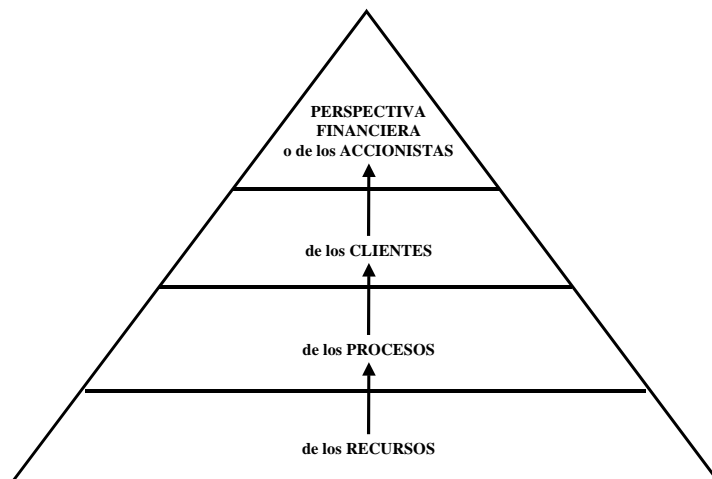 PERSPECTIVA
FINANCIERA
o de los ACCIONISTAS
de los CLIENTES
de los PROCESOS
de los RECURSOS